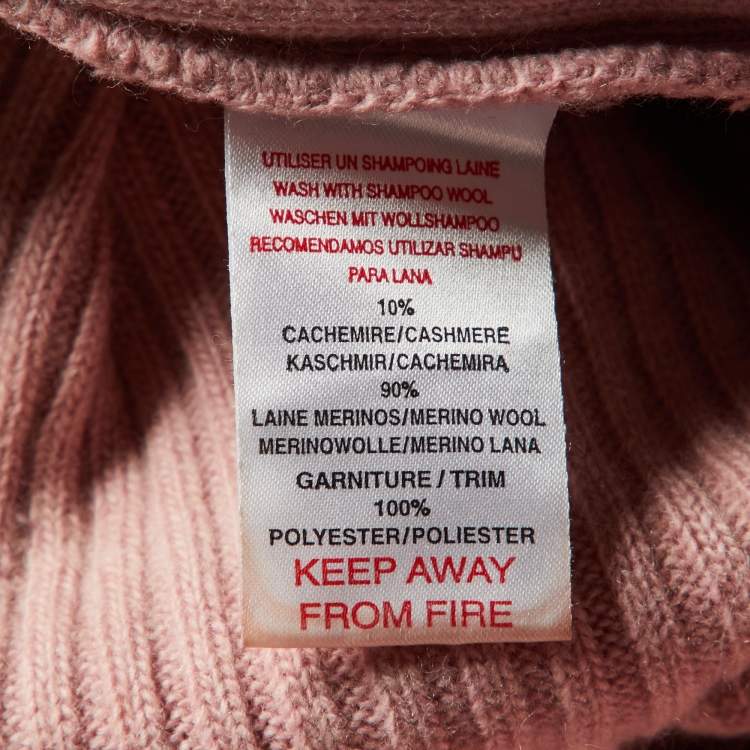 UTILISER UN SHAMPOING LAINE
WASH WITH SHAMPOO WOOL
WASCHEN MIT WOLLSHAMPOO
RECOMENDAMOS UTILIZAR SHAMPU
PARA LANA
10%
CACHEMIRE/CASHMERE
KASCHMIR/CACHEMIRA
90%
LAINE MERINOS/MERINO WOOL
MERINOWOLLE/MERINO LANA
GARNITURE / TRIM
100%
POLYESTER/POLIESTER
KEEP AWAY
FROM FIRE